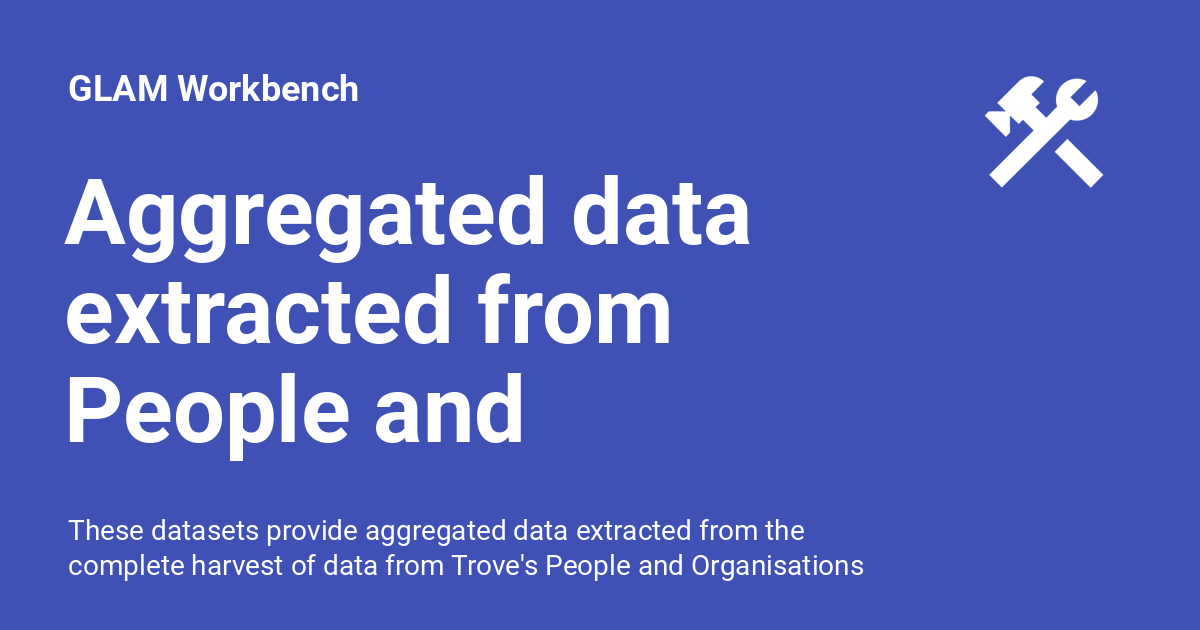 GLAM Workbench
Aggregated data
extracted from
People and
These datasets provide aggregated data extracted from the
complete harvest of data from Trove's People and Organisations